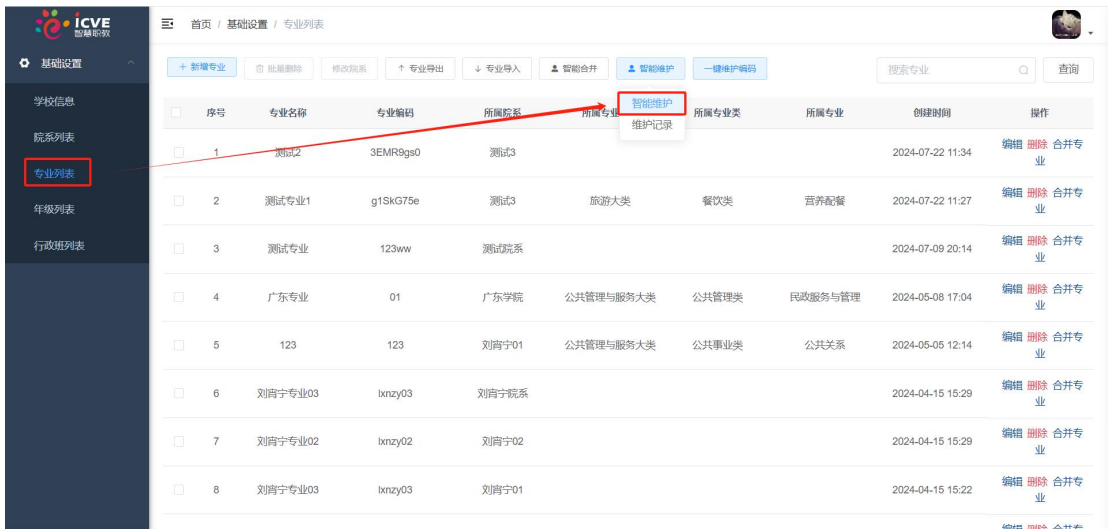 icve
智慧职教
首页 / 基础设置 / 专业列表
基础设置
学校信息
院系列表
专业列表
年级列表
行政班列表
+ 新增专业 批量删除 修改院系 ↑ 专业导出 ↓ 专业导入 智能合并 智能维护 一键维护编码 搜索专业 查询
智能维护
维护记录
序号 专业名称 专业编码 所属院系 所属专业 所属专业类 所属专业 创建时间 操作
1 测试2 3EMR9gs0 测试3 2024-07-22 11:34 编辑 删除 合并专
业
2 测试专业1 g1SkG75e 测试3 旅游大类 餐饮类 营养配餐 2024-07-22 11:27 编辑 删除 合并专
业
3 测试专业 123ww 测试院系 2024-07-09 20:14 编辑 删除 合并专
业
4 广东专业 01 广东学院 公共管理与服务大类 公共管理类 民政服务与管理 2024-05-08 17:04 编辑 删除 合并专
业
5 123 123 刘宵宁01 公共管理与服务大类 公共事业类 公共关系 2024-05-05 12:14 编辑 删除 合并专
业
6 刘宵宁专业03 lxnzy03 刘宵宁院系 2024-04-15 15:29 编辑 删除 合并专
业
7 刘宵宁专业02 lxnzy02 刘宵宁02 2024-04-15 15:29 编辑 删除 合并专
业
8 刘宵宁专业03 lxnzy03 刘宵宁01 2024-04-15 15:22 编辑 删除 合并专
业
编辑 删除 合并专